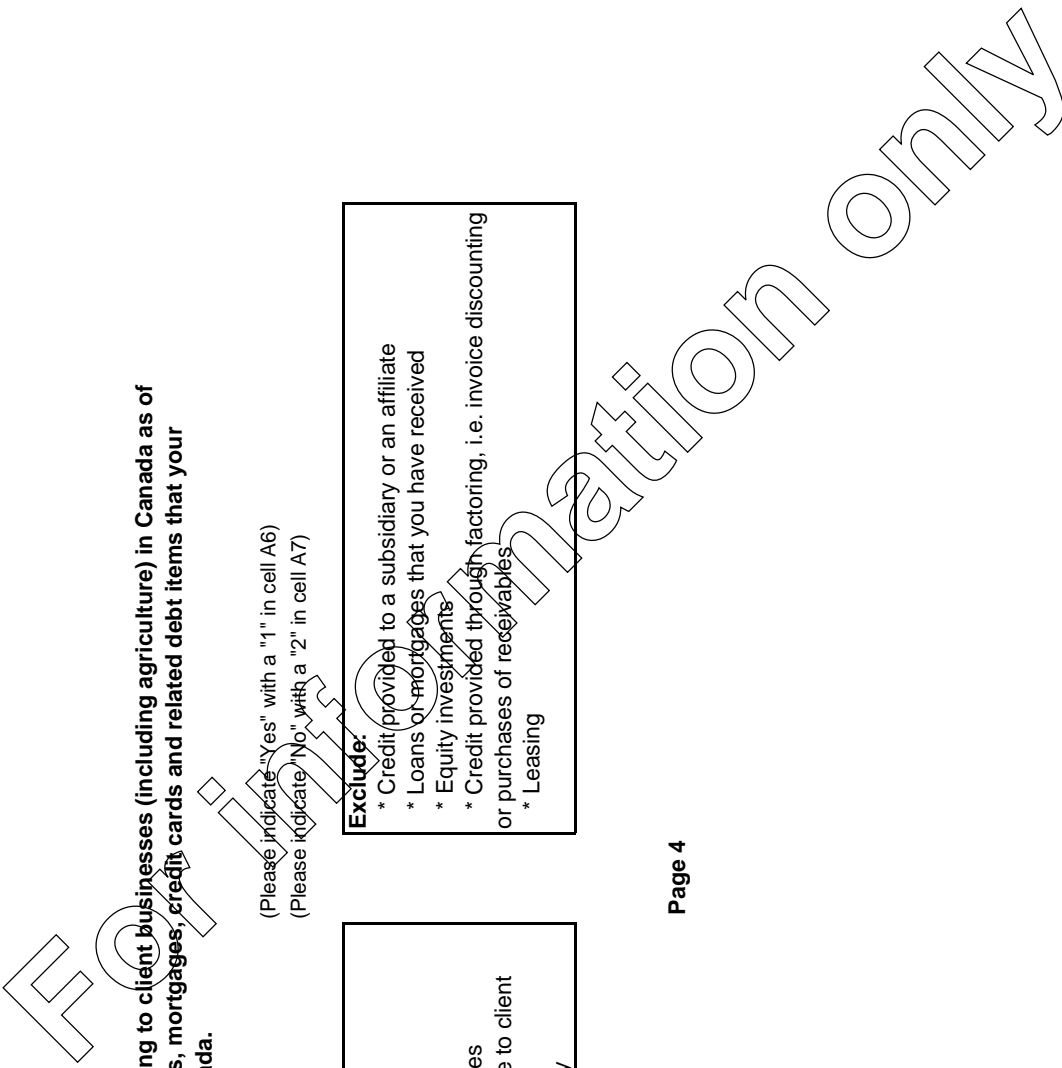 ng to client businesses (including agriculture) in Canada as of
s, mortgages, credit cards and related debt items that your
ada.
(Please indicate "Yes" with a "1" in cell A6)
(Please indicate "No" with a "2" in cell A7)
es
e to client
y
Exclude:
* Credit provided to a subsidiary or an affiliate
* Loans or mortgages that you have received
* Equity investments
* Credit provided through factoring, i.e. invoice discounting
or purchases of receivables
* Leasing
Page 4
For information only